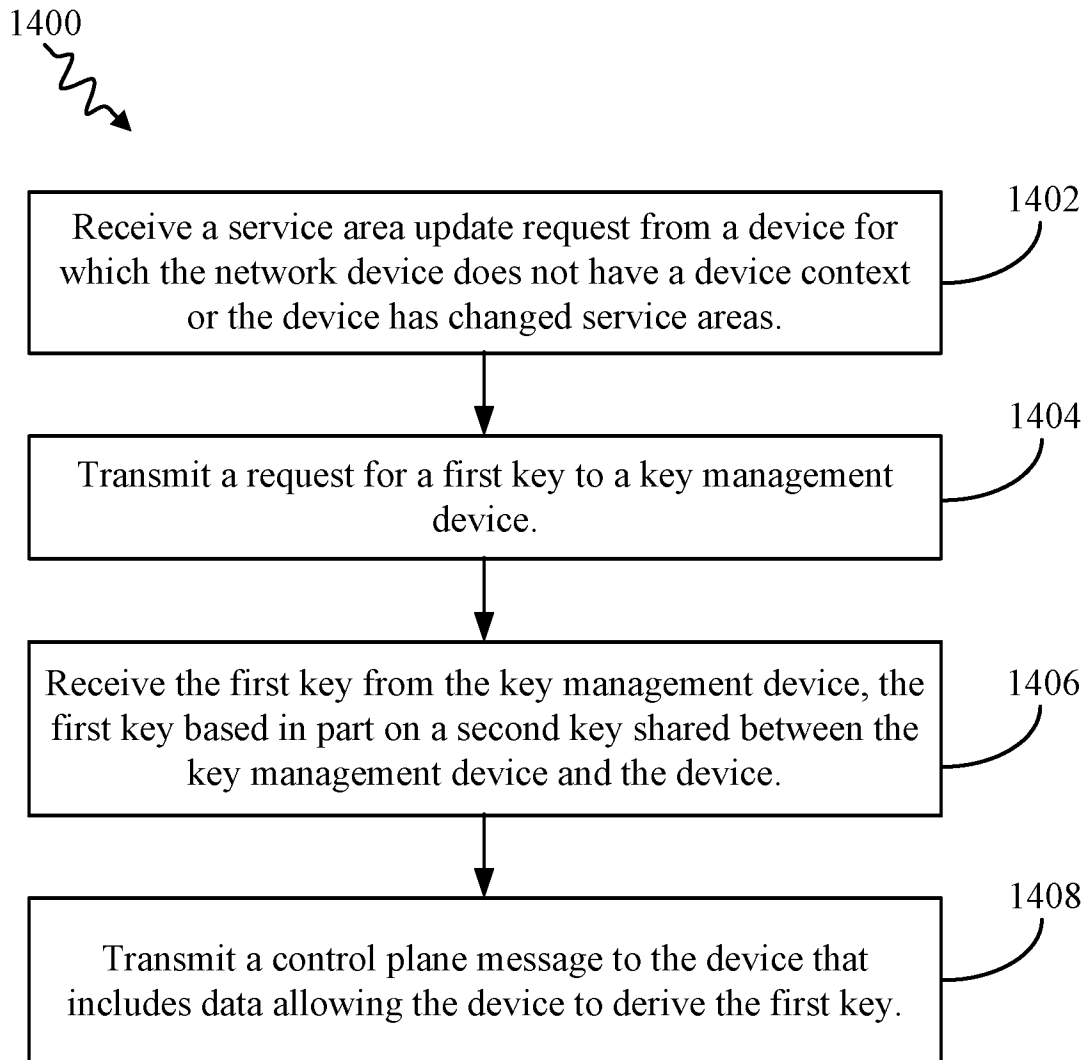 1400
1402
Receive a service area update request from a device for
which the network device does not have a device context
or the device has changed service areas.
1404
Transmit a request for a first key to a key management
device.
1406
Receive the first key from the key management device, the
first key based in part on a second key shared between the
key management device and the device.
1408
Transmit a control plane message to the device that
includes data allowing the device to derive the first key.